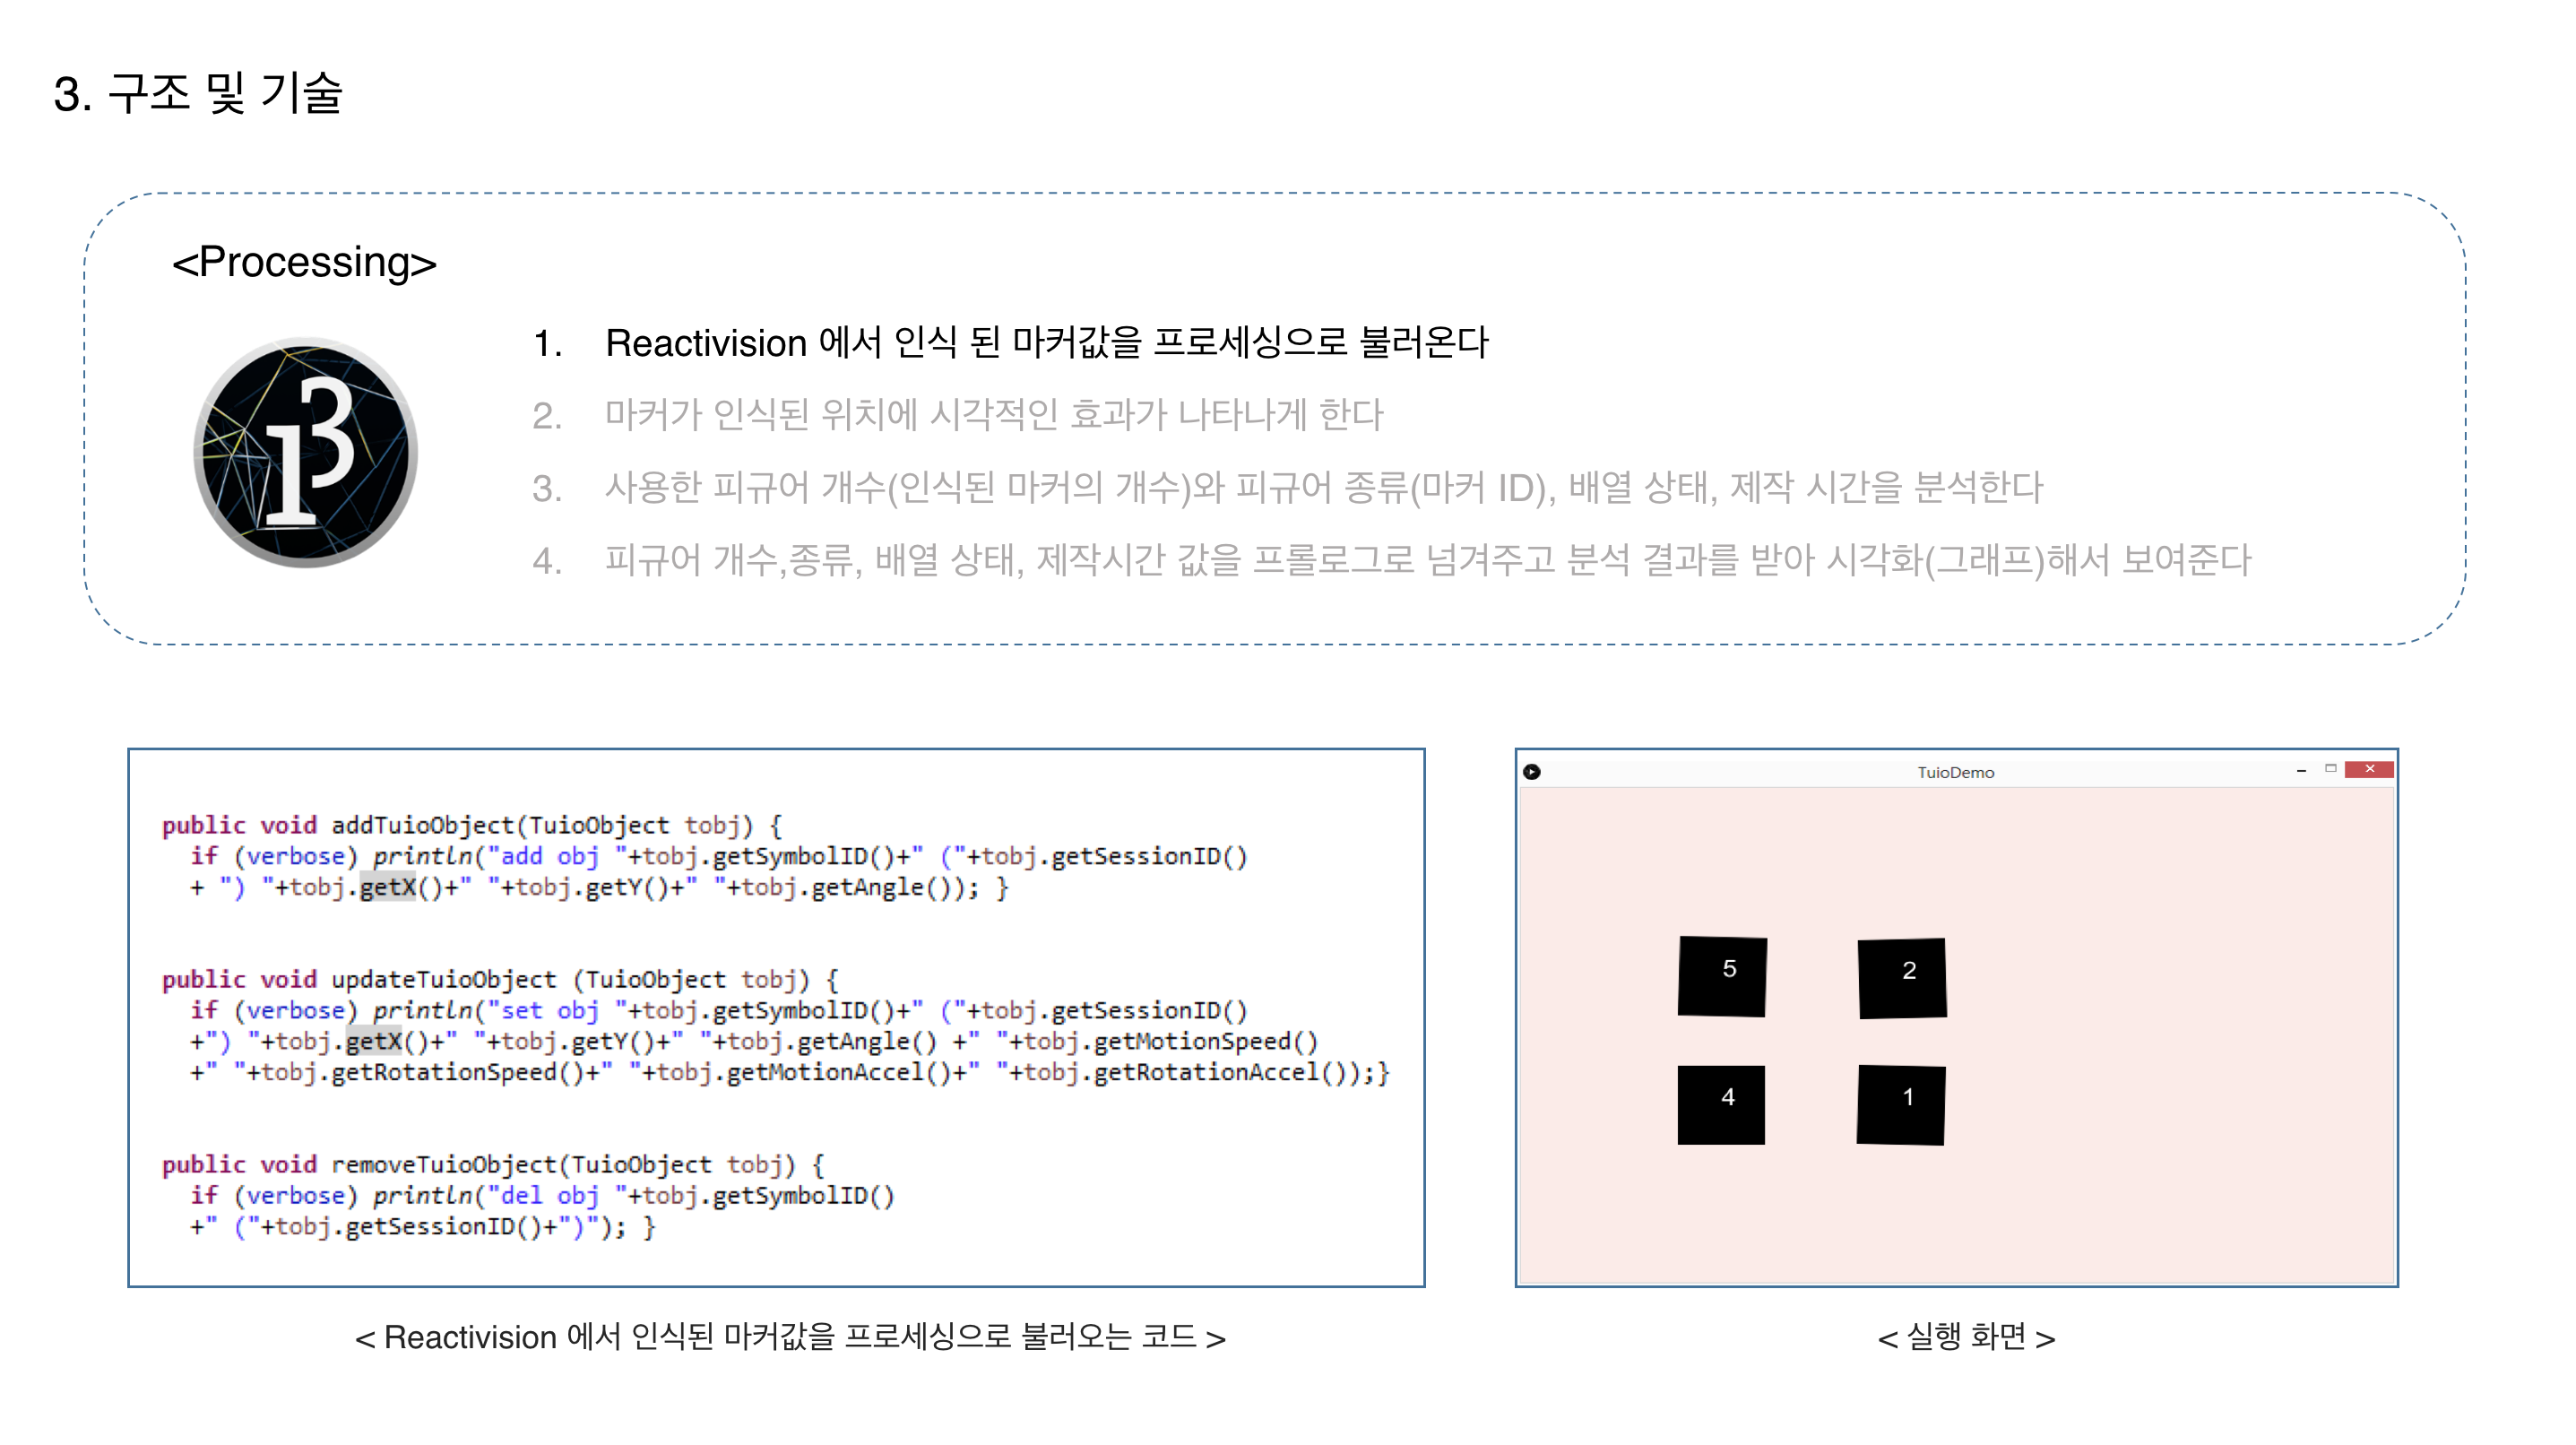 3. 구조 및 기술
<Processing>
1. Reactivision 에서 인식 된 마커값을 프로세싱으로 불러온다
2. 마커가 인식된 위치에 시각적인 효과가 나타나게 한다
3. 사용한 피규어 개수(인식된 마커의 개수)와 피규어 종류(마커 ID), 배열 상태, 제작 시간을 분석한다
4. 피규어 개수,종류, 배열 상태, 제작시간 값을 프롤로그로 넘겨주고 분석 결과를 받아 시각화(그래프)해서 보여준다
public void addTuioObject(TuioObject tobj) {
if (verbose) println("add obj "+tobj.getSymbolID()+" ("+tobj.getSessionID()
+ ") "+tobj.getX()+" "+tobj.getY()+" "+tobj.getAngle()); }
public void updateTuioObject (TuioObject tobj) {
if (verbose) println("set obj "+tobj.getSymbolID()+" ("+tobj.getSessionID()
+") "+tobj.getX()+" "+tobj.getY()+" "+tobj.getAngle() +" "+tobj.getMotionSpeed()
+" "+tobj.getRotationSpeed()+" "+tobj.getMotionAccel()+" "+tobj.getRotationAccel());}
public void removeTuioObject(TuioObject tobj) {
if (verbose) println("del obj "+tobj.getSymbolID()
+" ("+tobj.getSessionID()+")"); }
< Reactivision 에서 인식된 마커값을 프로세싱으로 불러오는 코드 >
TuioDemo
5 2
4 1
< 실행 화면 >